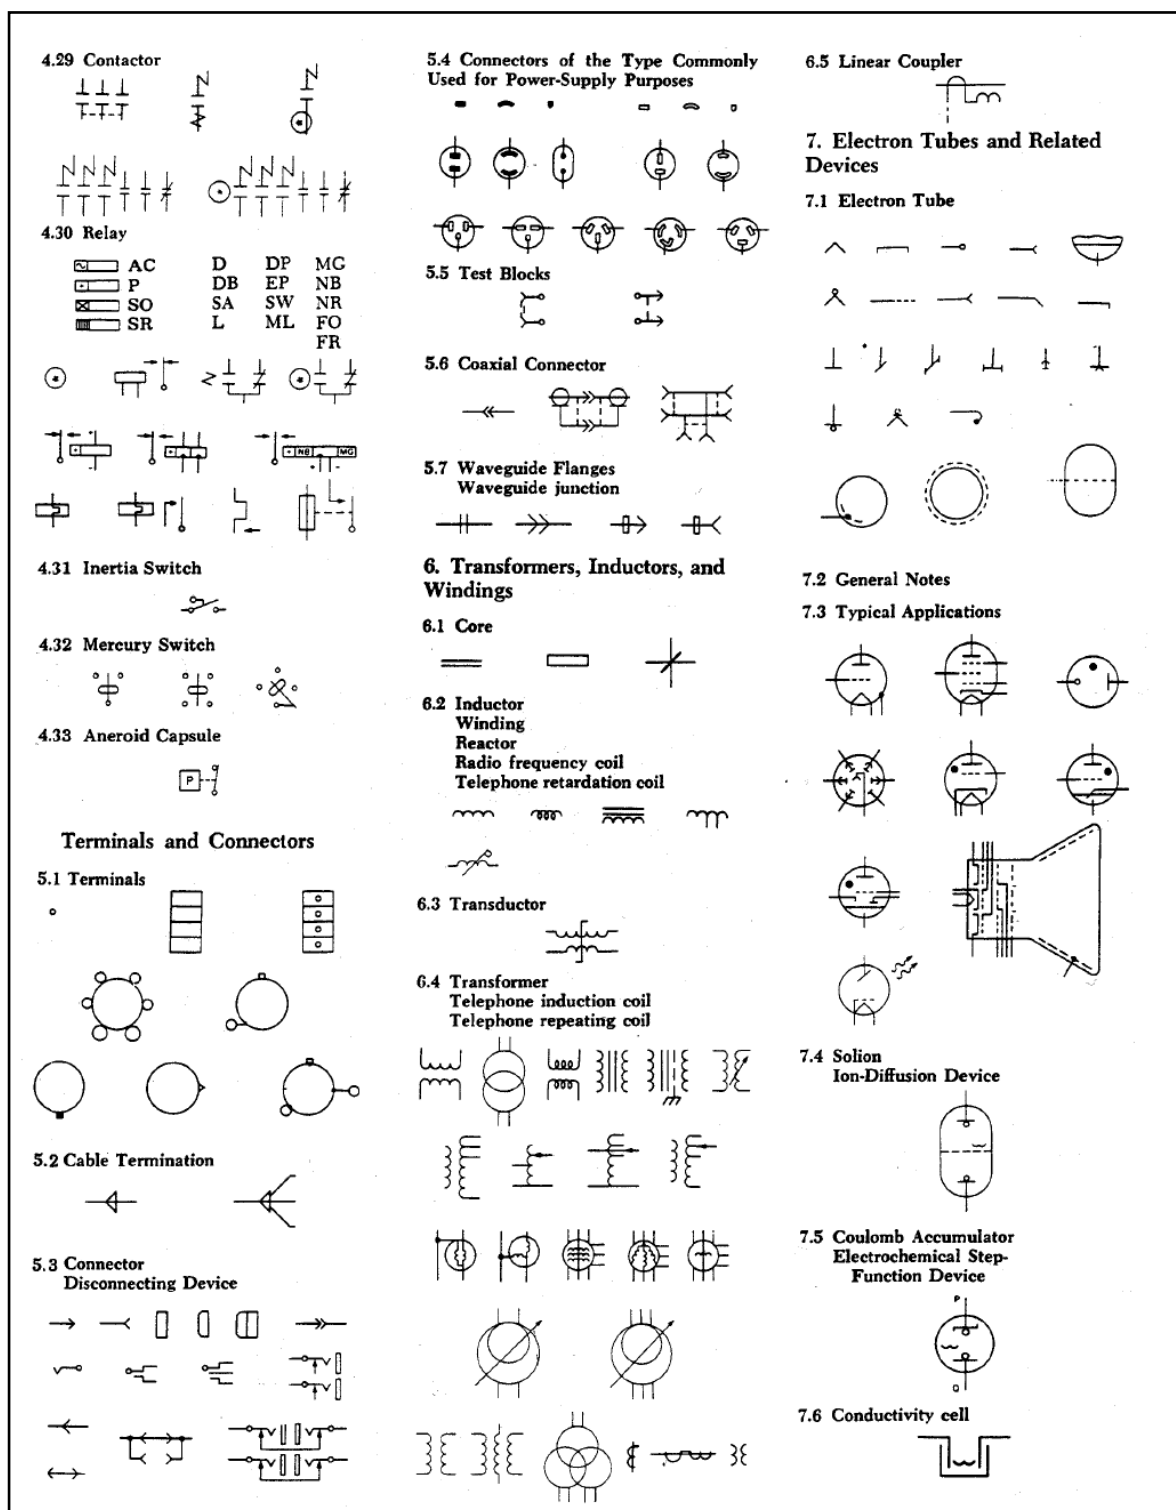 4.29 Contactor
4.30 Relay
AC D DP MG
P DB EP NB
SO SA SW NR
SR L ML FO
FR
+
+
+ NB MG
-
+ -
4.31 Inertia Switch
4.32 Mercury Switch
4.33 Aneroid Capsule
P
Terminals and Connectors
5.1 Terminals
5.2 Cable Termination
5.3 Connector
Disconnecting Device
5.4 Connectors of the Type Commonly
Used for Power-Supply Purposes
5.5 Test Blocks
5.6 Coaxial Connector
5.7 Waveguide Flanges
Waveguide junction
6. Transformers, Inductors, and
Windings
6.1 Core
6.2 Inductor
Winding
Reactor
Radio frequency coil
Telephone retardation coil
6.3 Transductor
6.4 Transformer
Telephone induction coil
Telephone repeating coil
6.5 Linear Coupler
7. Electron Tubes and Related
Devices
7.1 Electron Tube
7.2 General Notes
7.3 Typical Applications
7.4 Solion
Ion-Diffusion Device
7.5 Coulomb Accumulator
Electrochemical Step-
Function Device
P
7.6 Conductivity cell